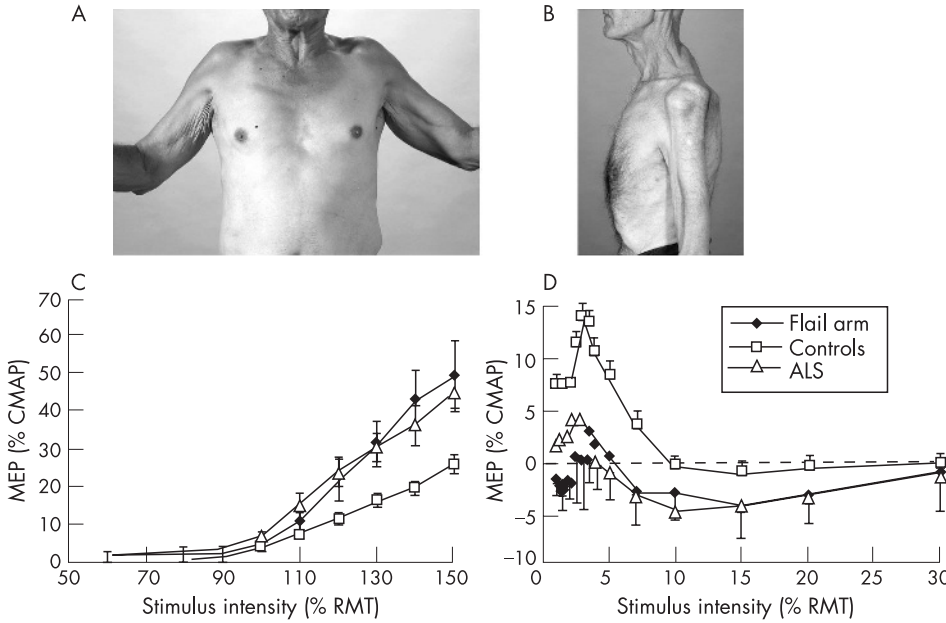 A
B
C
70
60
50
40
30
20
10
0
MEP (% CMAP)
50
70
90
110
130
150
Stimulus intensity (% RMT)
D
15
10
5
0
−5
−10
MEP (% CMAP)
0
5
10
15
20
30
Stimulus intensity (% RMT)
Flail arm
Controls
ALS